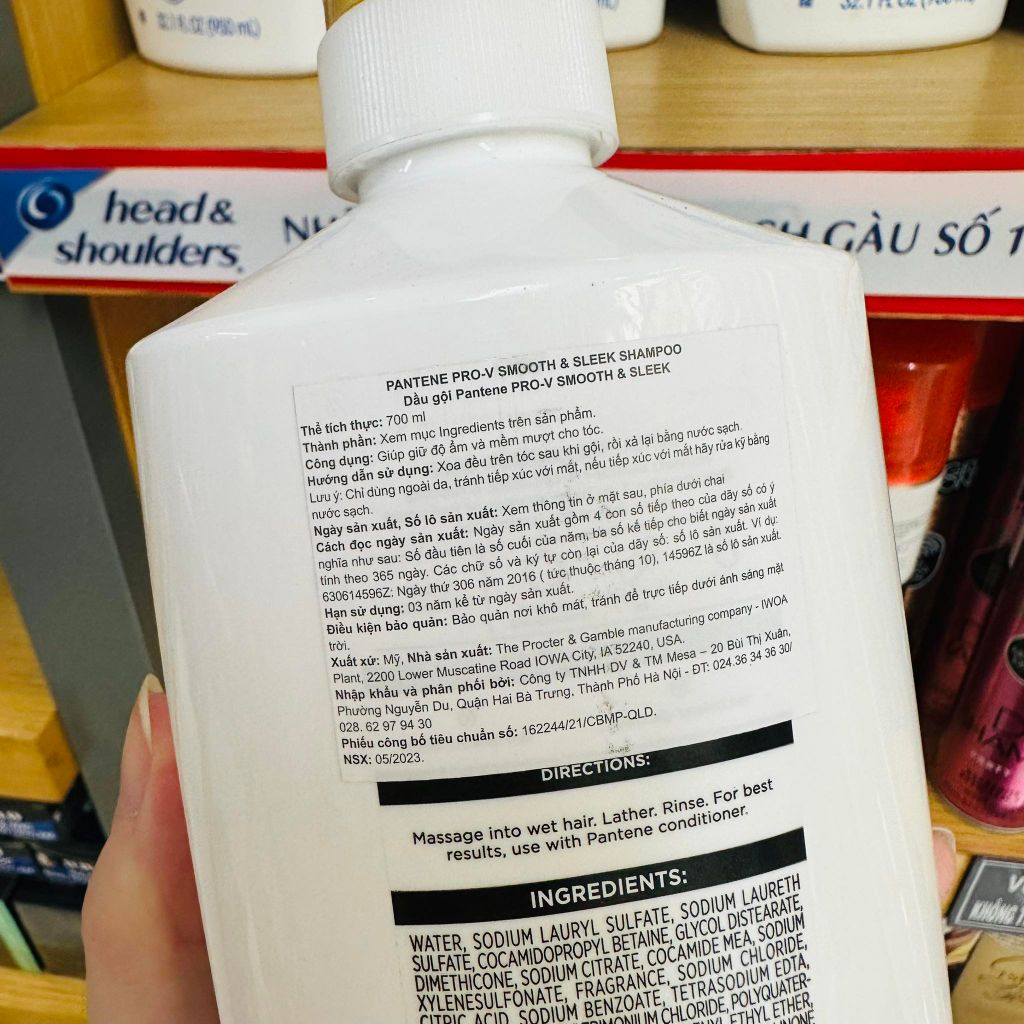 32.1 FL OZ (950 mL)
head &
shoulders
GÀU SỐ 1
PANTENE PRO-V SMOOTH & SLEEK SHAMPOO
Dầu gội Pantene PRO-V SMOOTH & SLEEK
Thể tích thực: 700 ml
Thành phần: Xem mục Ingredients trên sản phẩm.
Công dụng: Giúp giữ độ ẩm và mềm mượt cho tóc.
Hướng dẫn sử dụng: Xoa đều trên tóc sau khi gội, rồi xả lại bằng nước sạch.
Lưu ý: Chỉ dùng ngoài da, tránh tiếp xúc với mắt, nếu tiếp xúc với mắt hãy rửa kỹ bằng
nước sạch.
Ngày sản xuất, Số lô sản xuất: Xem thông tin ở mặt sau, phía dưới chai
Cách đọc ngày sản xuất: Ngày sản xuất gồm 4 con số tiếp theo của dãy số có ý
nghĩa như sau: Số đầu tiên là số cuối của năm, ba số kế tiếp cho biết ngày sản xuất
tính theo 365 ngày. Các chữ số và ký tự còn lại của dãy số: số lô sản xuất. Ví dụ:
630614596Z: Ngày thứ 306 năm 2016 ( tức thuộc tháng 10), 14596Z là số lô sản xuất.
Hạn sử dụng: 03 năm kể từ ngày sản xuất.
Điều kiện bảo quản: Bảo quản nơi khô mát, tránh để trực tiếp dưới ánh sáng mặt
trời.
Xuất xứ: Mỹ, Nhà sản xuất: The Procter & Gamble manufacturing company - IWOA
Plant, 2200 Lower Muscatine Road IOWA City, IA 52240, USA.
Nhập khẩu và phân phối bởi: Công ty TNHH DV & TM Mesa – 20 Bùi Thị Xuân,
Phường Nguyễn Du, Quận Hai Bà Trưng, Thành Phố Hà Nội - ĐT: 024.36 34 36 30/
028. 62 97 94 30
Phiếu công bố tiêu chuẩn số: 162244/21/CBMP-QLD.
NSX: 05/2023.
DIRECTIONS:
Massage into wet hair. Lather. Rinse. For best
results, use with Pantene conditioner.
INGREDIENTS:
WATER, SODIUM LAURYL SULFATE, SODIUM LAURETH
SULFATE, COCAMIDOPROPYL BETAINE, GLYCOL DISTEARATE,
DIMETHICONE, SODIUM CITRATE, COCAMIDE MEA, SODIUM
XYLENESULFONATE, FRAGRANCE, SODIUM CHLORIDE,
CITRIC ACID, SODIUM BENZOATE, TETRASODIUM EDTA,
CHLORIDE, POLYQUATER-
ETHYL ETHER,